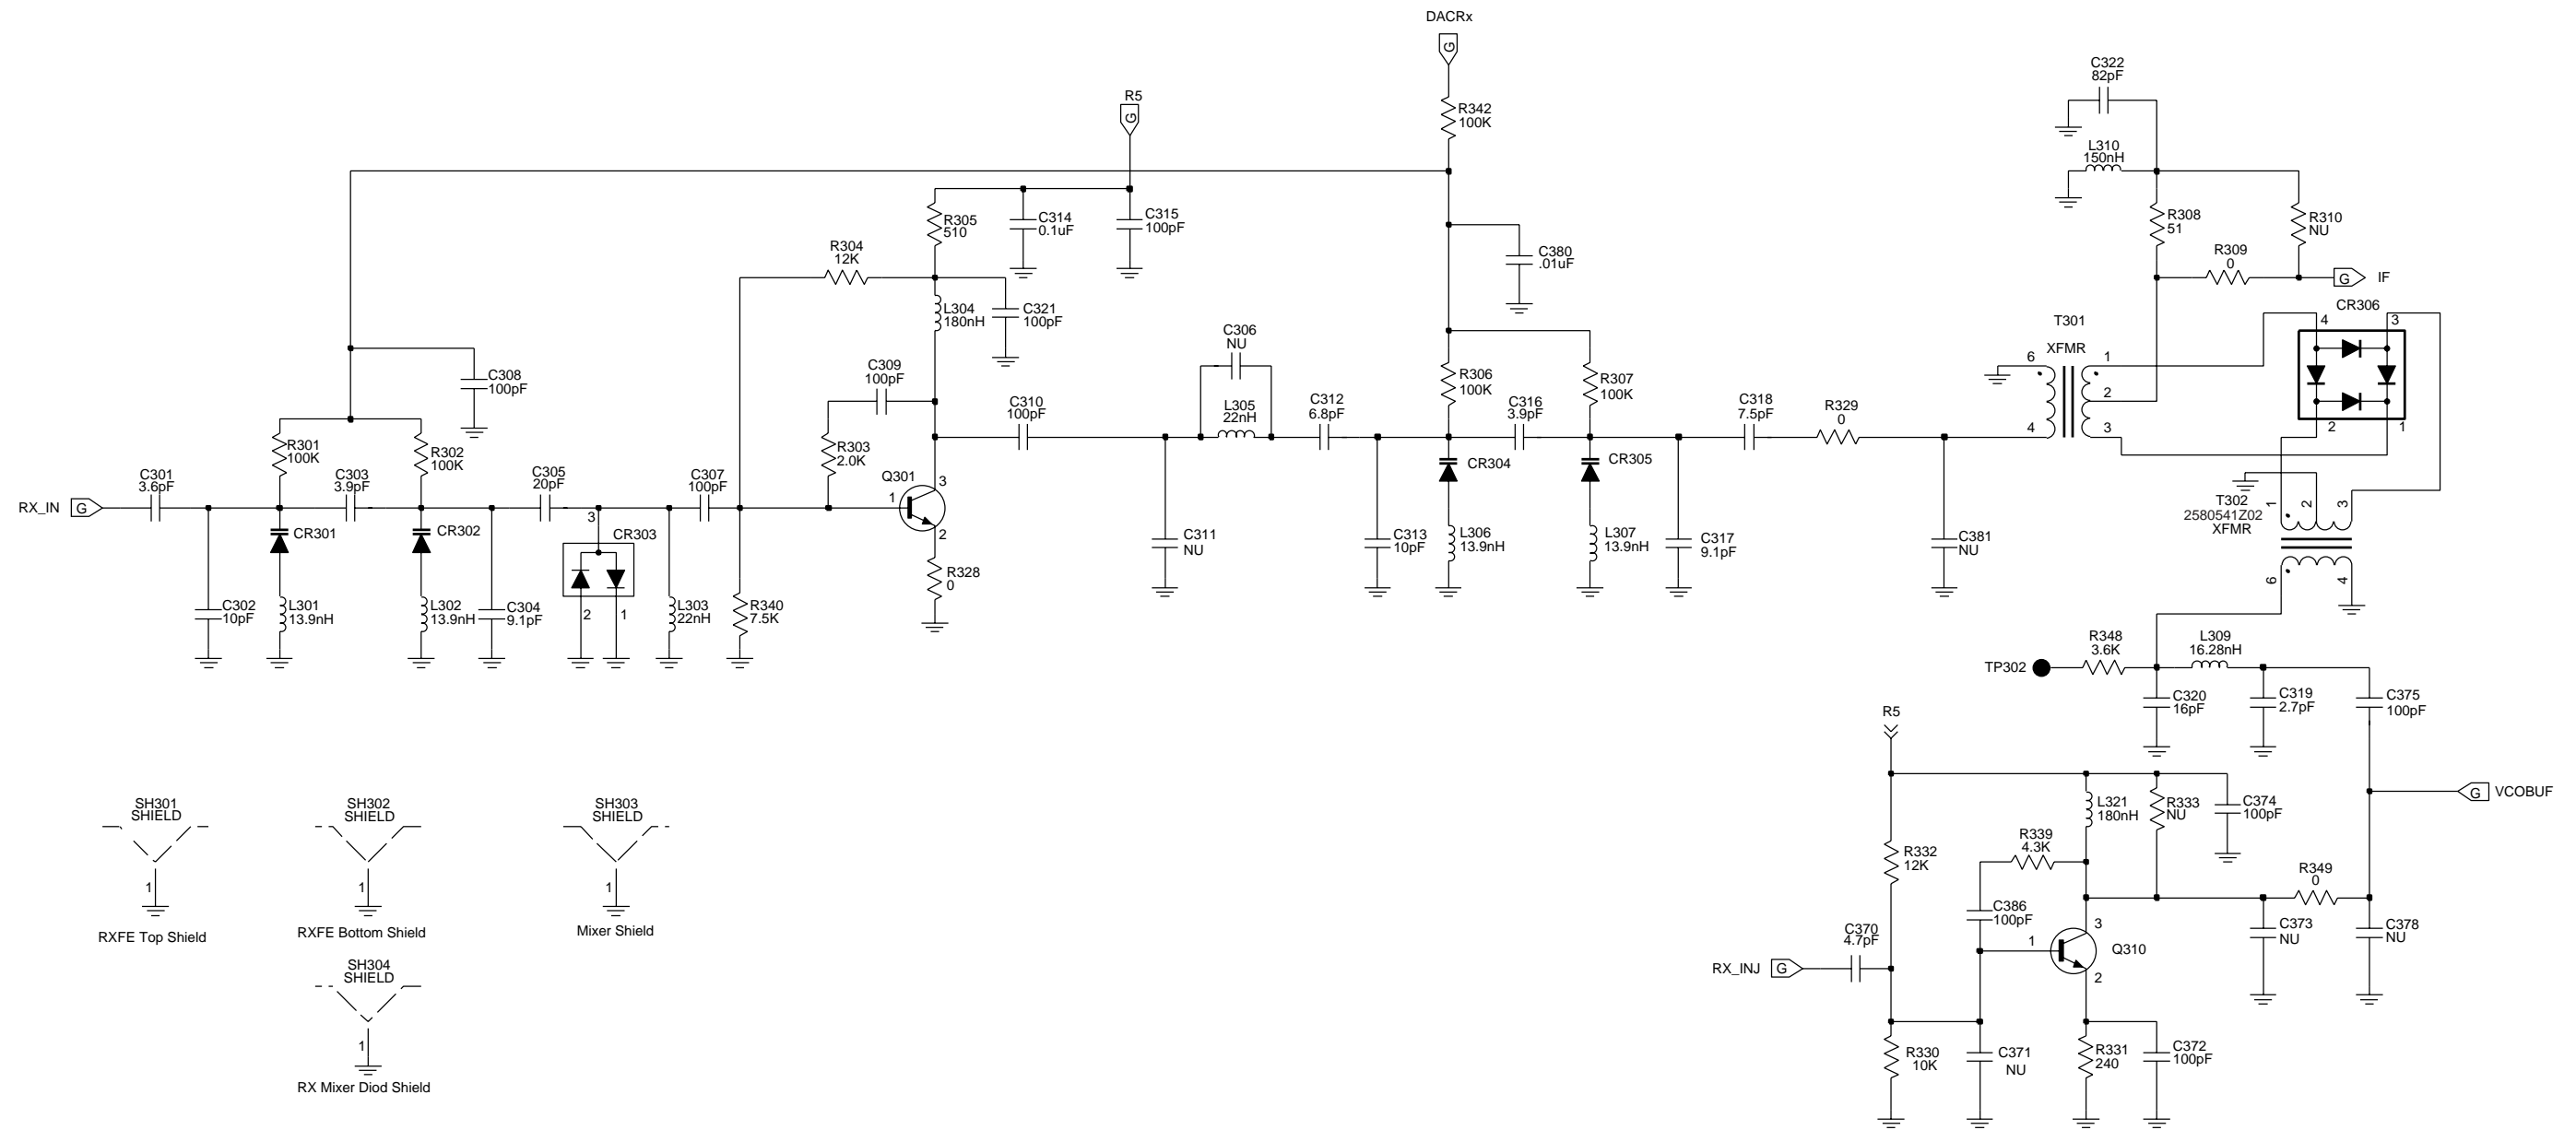 DACRx
G
R342
100K
R5
G
C322
82pF
L310
150nH
R308
51
R310
NU
R309
0
G
IF
R305
510
C314
0.1uF
C315
100pF
R304
12K
L304
180nH
C321
100pF
C380
.01uF
C308
100pF
C309
100pF
R303
2.0K
C306
NU
L305
22nH
C310
100pF
C312
6.8pF
R306
100K
C316
3.9pF
R307
100K
C318
7.5pF
R329
0
T301
XFMR
6
4
1
2
3
CR306
4
3
2
1
R301
100K
R302
100K
RX_IN
G
C301
3.6pF
C303
3.9pF
C305
20pF
C307
100pF
Q301
1
3
2
CR301
CR302
3
CR303
2
1
C302
10pF
L301
13.9nH
L302
13.9nH
C304
9.1pF
L303
22nH
R340
7.5K
R328
0
C311
NU
C313
10pF
CR304
L306
13.9nH
CR305
L307
13.9nH
C317
9.1pF
C381
NU
T302
2580541Z02
XFMR
1
2
3
6
4
TP302
R348
3.6K
L309
16.28nH
C320
16pF
C319
2.7pF
C375
100pF
R5
G
VCOBUF
L321
180nH
R333
NU
C374
100pF
R332
12K
R339
4.3K
R349
0
C386
100pF
1
3
2
Q310
C373
NU
C378
NU
RX_INJ
G
C370
4.7pF
R330
10K
C371
NU
R331
240
C372
100pF
SH301
SHIELD
1
RXFE Top Shield
SH302
SHIELD
1
RXFE Bottom Shield
SH303
SHIELD
1
Mixer Shield
SH304
SHIELD
1
RX Mixer Diod Shield